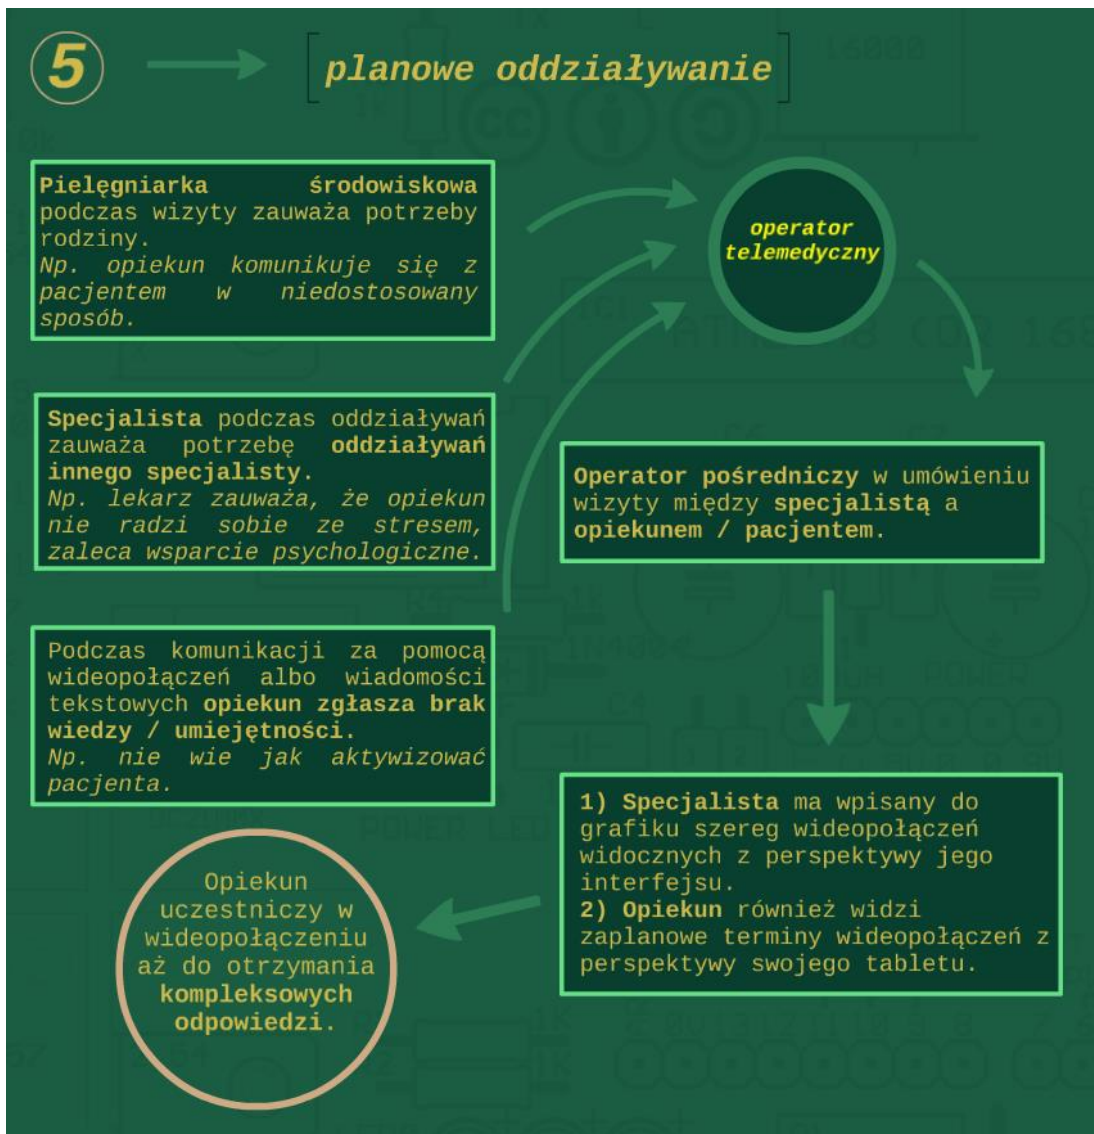 5
planowe oddziaływanie
Pielęgniarka środowiskowa
podczas wizyty zauważa potrzeby
rodziny.
Np. opiekun komunikuje się z
pacjentem w niedostosowany
sposób.
operator
telemedyczny
Specjalista podczas oddziaływań
zauważa potrzebę oddziaływań
innego specjalisty.
Np. lekarz zauważa, że opiekun
nie radzi sobie ze stresem,
zaleca wsparcie psychologiczne.
Operator pośredniczy w umówieniu
wizyty między specjalistą a
opiekunem / pacjentem.
Podczas komunikacji za pomocą
wideopołączeń albo wiadomości
tekstowych opiekun zgłasza brak
wiedzy / umiejętności.
Np. nie wie jak aktywizować
pacjenta.
1) Specjalista ma wpisany do
grafiku szereg wideopołączeń
widocznych z perspektywy jego
interfejsu.
2) Opiekun również widzi
zaplanowe terminy wideopołączeń z
perspektywy swojego tabletu.
Opiekun
uczestniczy w
wideopołączeniu
aż do otrzymania
kompleksowych
odpowiedzi.